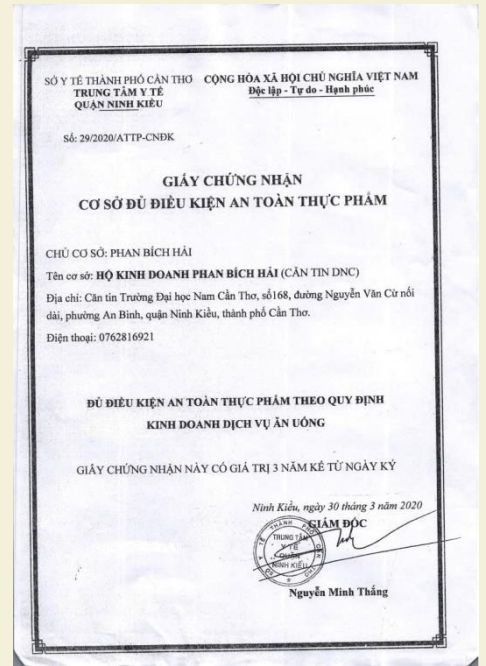 SỞ Y TẾ THÀNH PHỐ CẦN THƠ
TRUNG TÂM Y TẾ
QUẬN NINH KIỀU
CỘNG HÒA XÃ HỘI CHỦ NGHĨA VIỆT NAM
Độc lập - Tự do - Hạnh phúc
Số: 29/2020/ATTP-CNĐK
GIẤY CHỨNG NHẬN
CƠ SỞ ĐỦ ĐIỀU KIỆN AN TOÀN THỰC PHẨM
CHỦ CƠ SỞ: PHAN BÍCH HẢI
Tên cơ sở: HỘ KINH DOANH PHAN BÍCH HẢI (CĂN TIN DNC)
Địa chỉ: Căn tin Trường Đại học Nam Cần Thơ, số168, đường Nguyễn Văn Cừ nối
dài, phường An Bình, quận Ninh Kiều, thành phố Cần Thơ.
Điện thoại: 0762816921
ĐỦ ĐIỀU KIỆN AN TOÀN THỰC PHẨM THEO QUY ĐỊNH
KINH DOANH DỊCH VỤ ĂN UỐNG
GIẤY CHỨNG NHẬN NÀY CÓ GIÁ TRỊ 3 NĂM KỂ TỪ NGÀY KÝ
Ninh Kiều, ngày 30 tháng 3 năm 2020
GIÁM ĐỐC
TRUNG TÂM
Y TẾ
QUẬN
NINH KIỀU
Nguyễn Minh Thắng